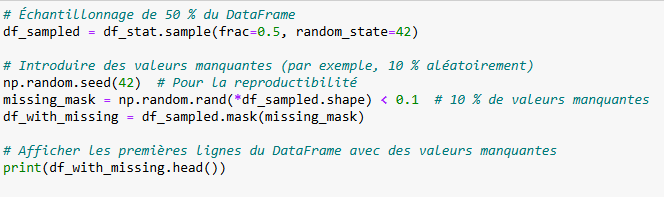 # Échantillonnage de 50 % du DataFrame
df_sampled = df_stat.sample(frac=0.5, random_state=42)
# Introduire des valeurs manquantes (par exemple, 10 % aléatoirement)
np.random.seed(42)  # Pour la reproductibilité
missing_mask = np.random.rand(*df_sampled.shape) < 0.1  # 10 % de valeurs manquantes
df_with_missing = df_sampled.mask(missing_mask)
# Afficher les premières lignes du DataFrame avec des valeurs manquantes
print(df_with_missing.head())